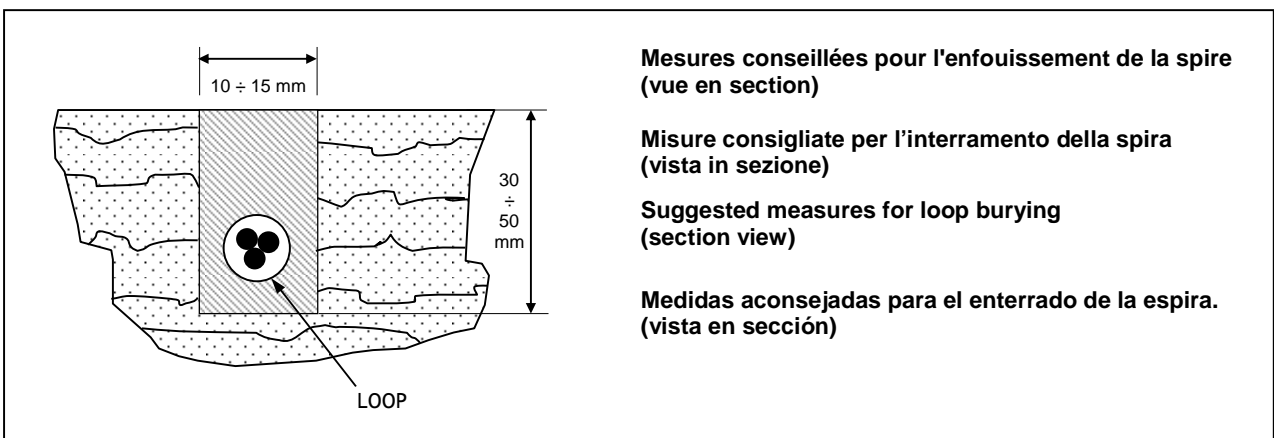 10 ÷ 15 mm
30
÷
50
mm
LOOP
Mesures conseillées pour l'enfouissement de la spire
(vue en section)
Misure consigliate per l’interramento della spira
(vista in sezione)
Suggested measures for loop burying
(section view)
Medidas aconsejadas para el enterrado de la espira.
(vista en sección)